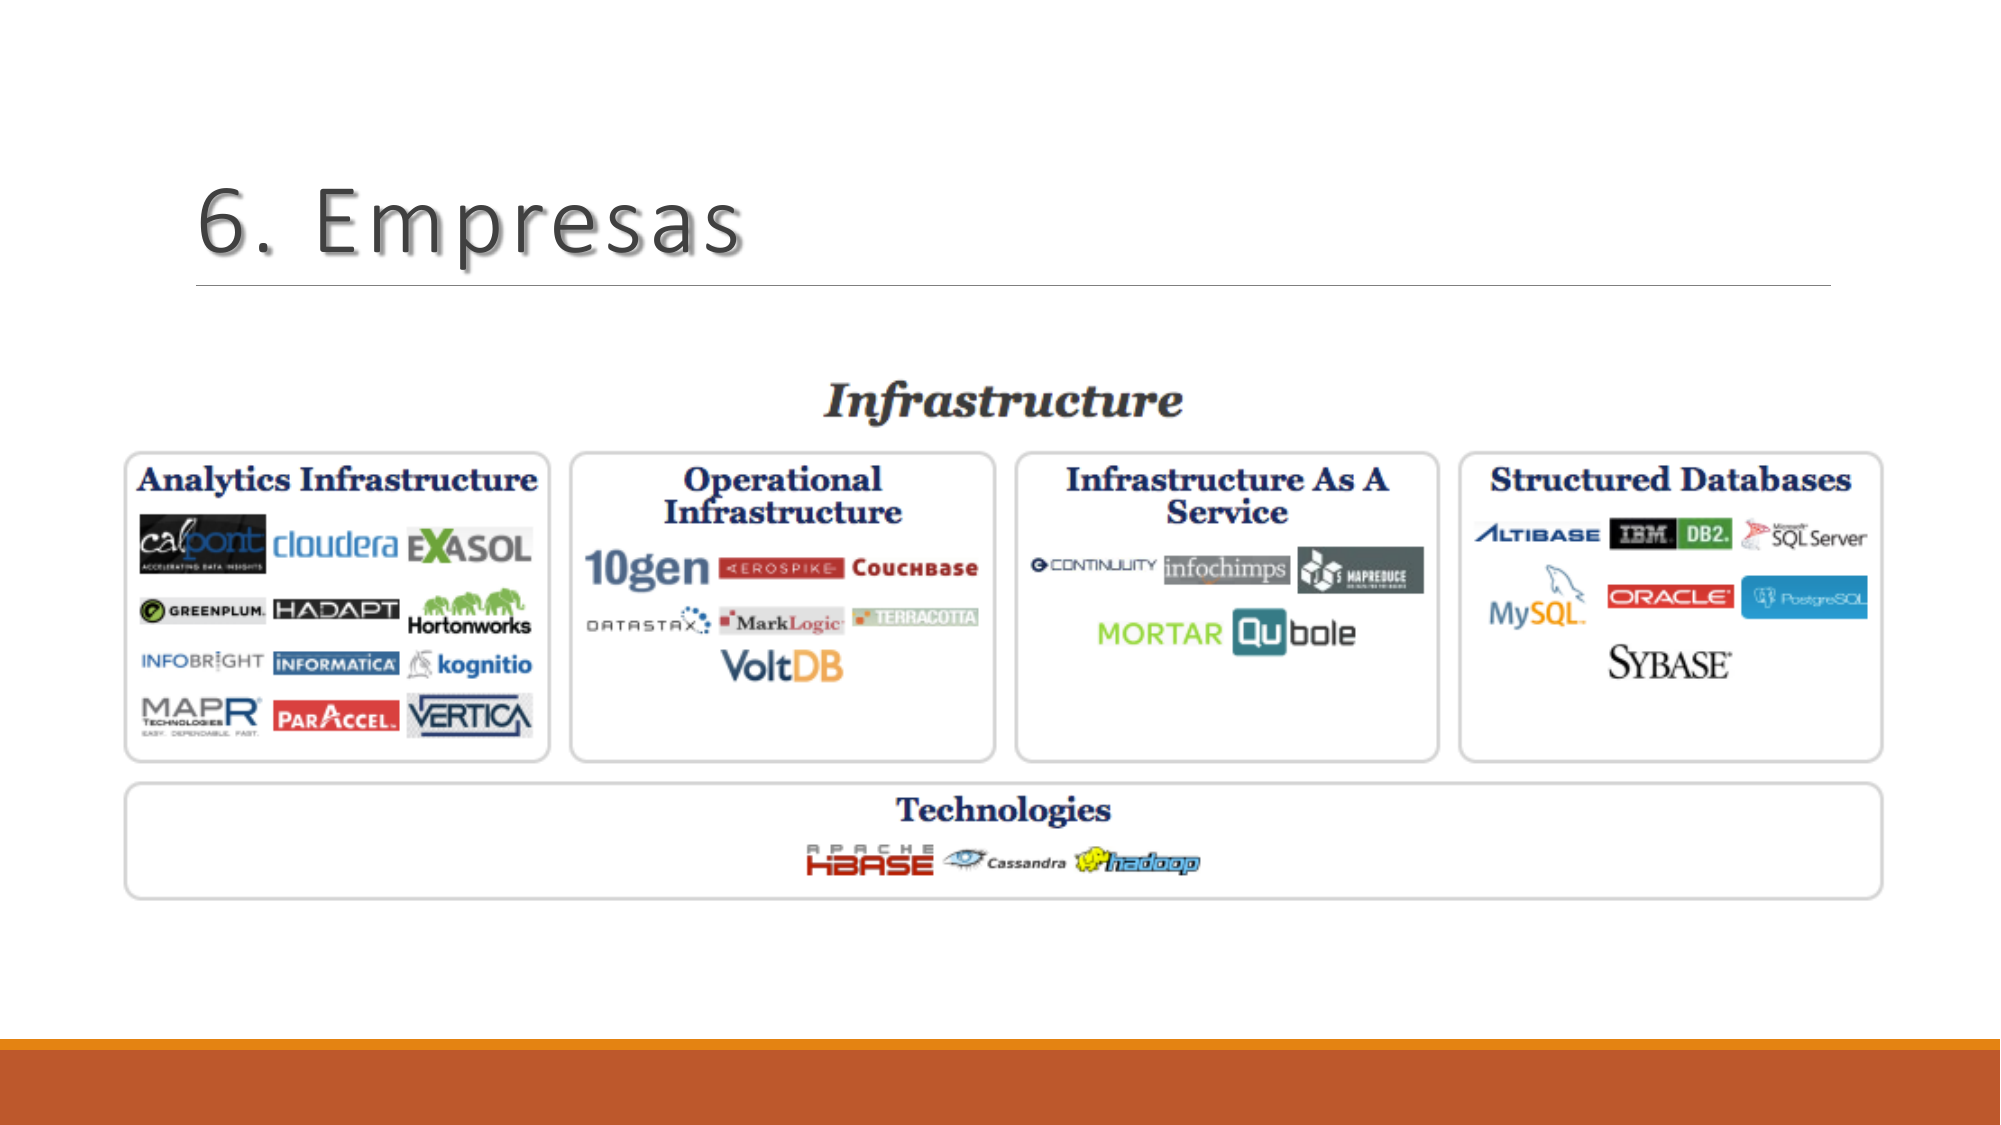 6. Empresas
Infrastructure
Analytics Infrastructure
calpont
ACCELERATING DATA INSIGHTS
cloudera
EXASOL
GREENPLUM.
HADAPT
Hortonworks
INFOBRIGHT
INFORMATICA
kognitio
MAPR
TECHNOLOGIES
EASY. DEPENDABLE. FAST.
PARACCEL
VERTICA
Operational
Infrastructure
10gen
AEROSPIKE
COUCHBASE
DATASTAX
MarkLogic
TERRACOTTA
VoltDB
Infrastructure As A
Service
CONTINUUITY
infochimps
MAPREDUCE
MORTAR
Qubole
Structured Databases
ALTIBASE
IBM DB2.
Microsoft
SQL Server
MySQL
ORACLE
PostgreSQL
SYBASE
Technologies
APACHE
HBASE
Cassandra
hadoop